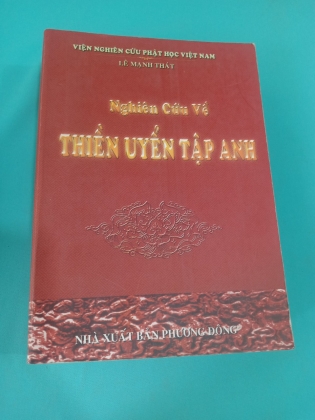 VIỆN NGHIÊN CỨU PHẬT HỌC VIỆT NAM
LÊ MẠNH THÁT
Nghiên Cứu Về
THIỀN UYỂN TẬP ANH
NHÀ XUẤT BẢN PHƯƠNG ĐÔNG